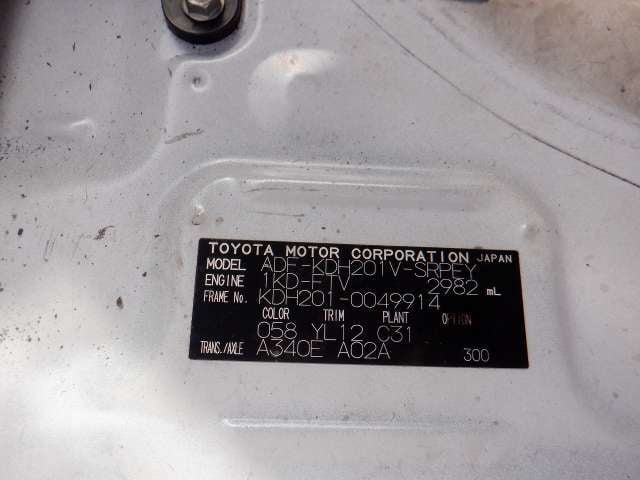 TOYOTA MOTOR CORPORATION JAPAN
MODEL ADF-KDH201V-SRPEY
ENGINE 1KD-FTV 2982 mL
FRAME No. KDH201-0049914
COLOR TRIM PLANT OPTION
058 YL12 C31
TRANS./AXLE A340E A02A 300